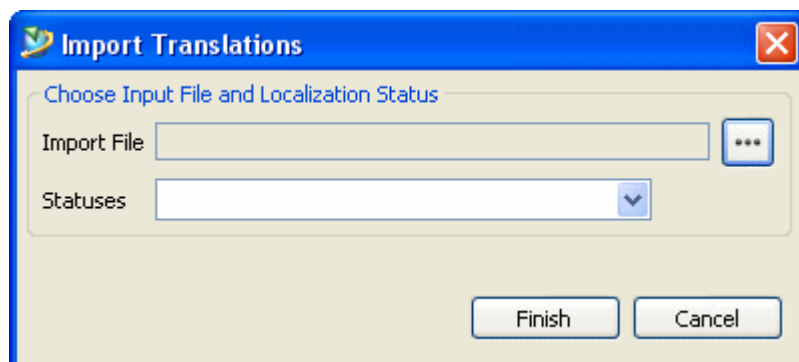 Import Translations
Choose Input File and Localization Status
Import File
...
Statuses
Finish Cancel